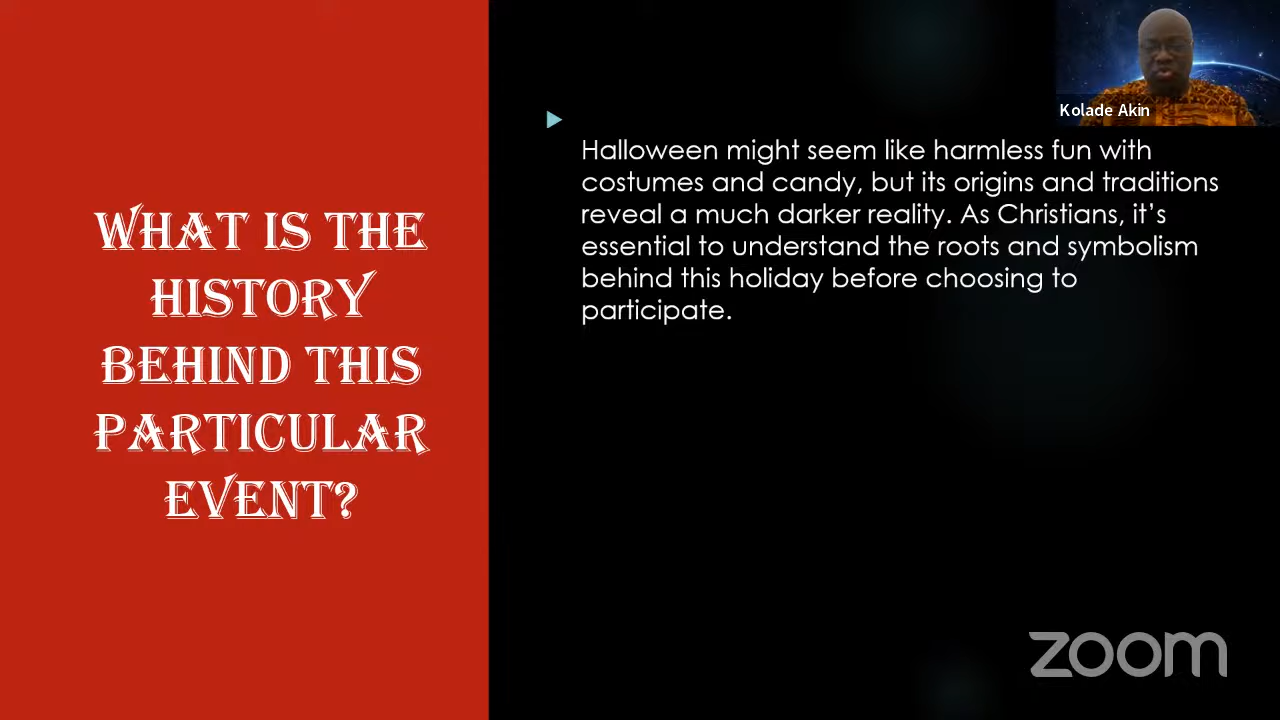 WHAT IS THE
HISTORY
BEHIND THIS
PARTICULAR
EVENT?
Halloween might seem like harmless fun with
costumes and candy, but its origins and traditions
reveal a much darker reality. As Christians, it's
essential to understand the roots and symbolism
behind this holiday before choosing to
participate.
Kolade Akin
zoom